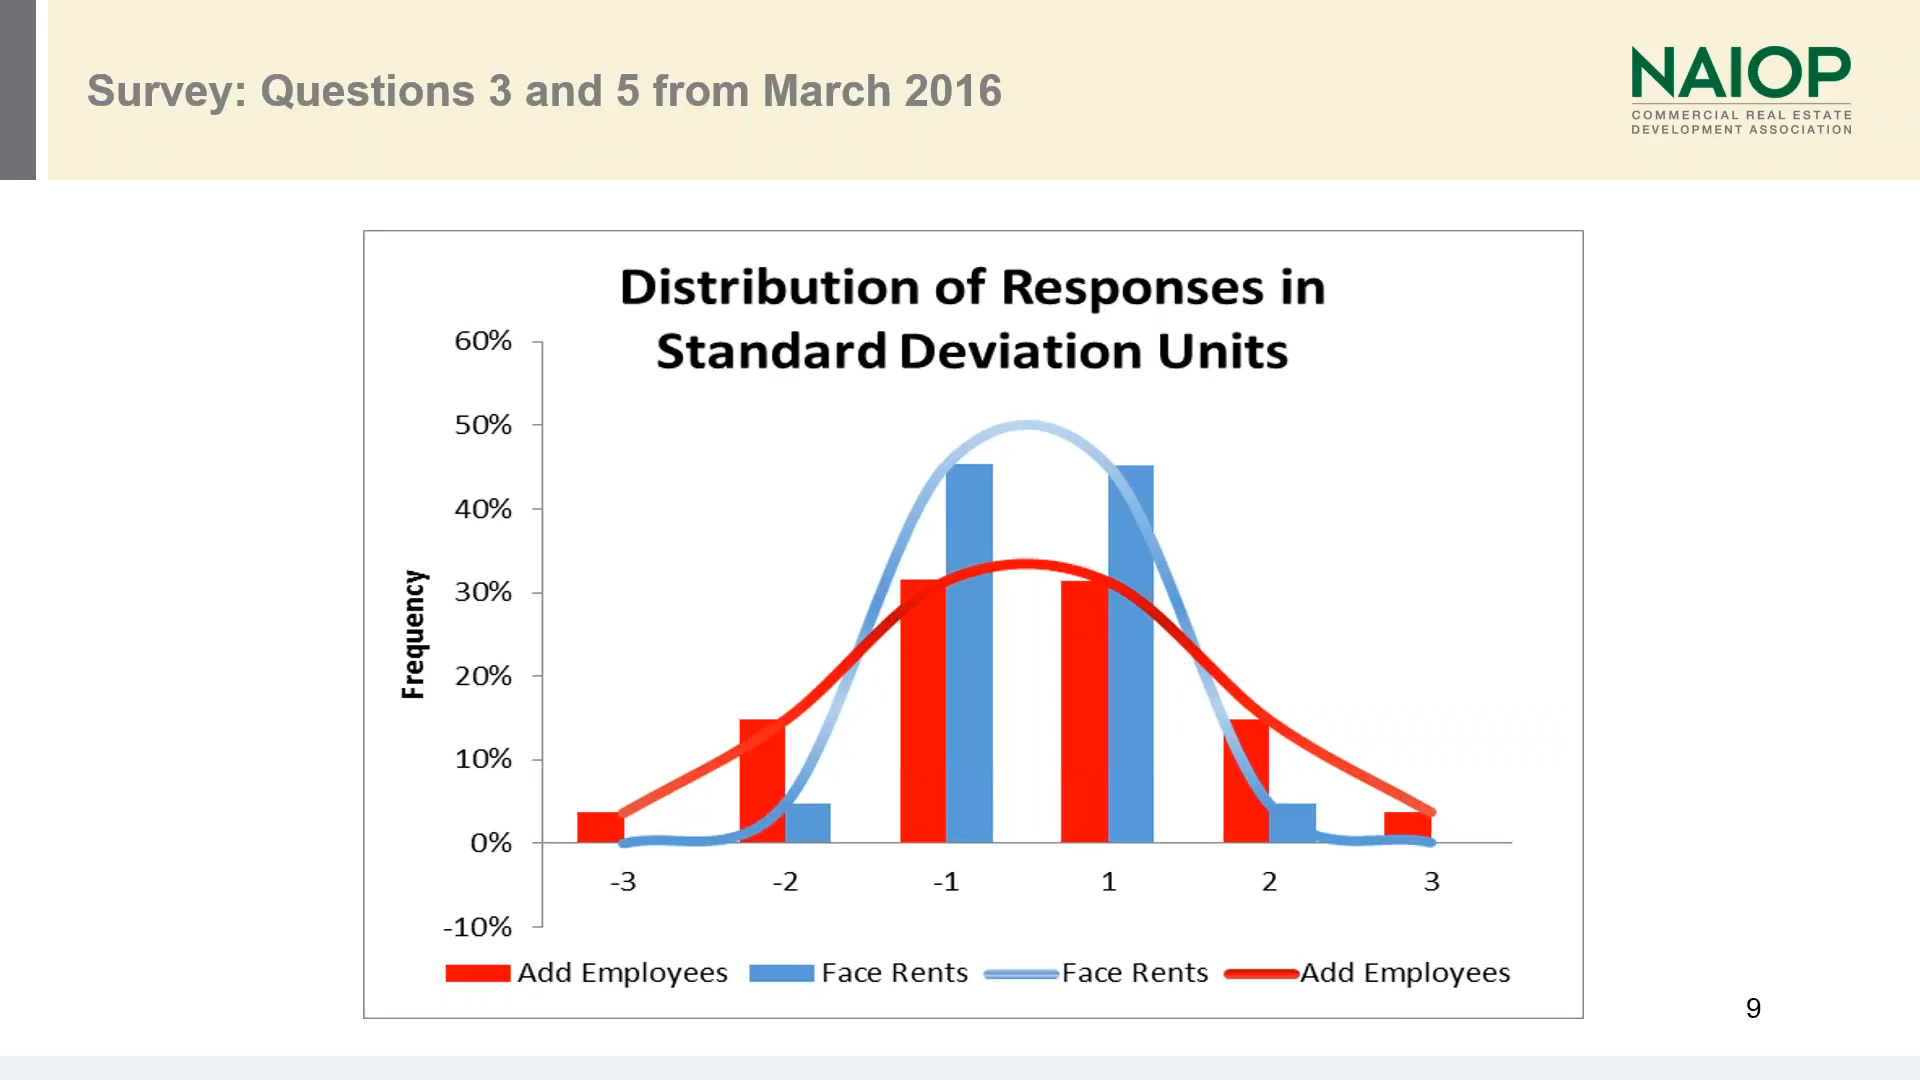 Survey: Questions 3 and 5 from March 2016
NAIOP
COMMERCIAL REAL ESTATE
DEVELOPMENT ASSOCIATION
Distribution of Responses in
Standard Deviation Units
60%
50%
40%
30%
20%
10%
0%
-10%
Frequency
-3 -2 -1 1 2 3
Add Employees Face Rents Face Rents Add Employees
9